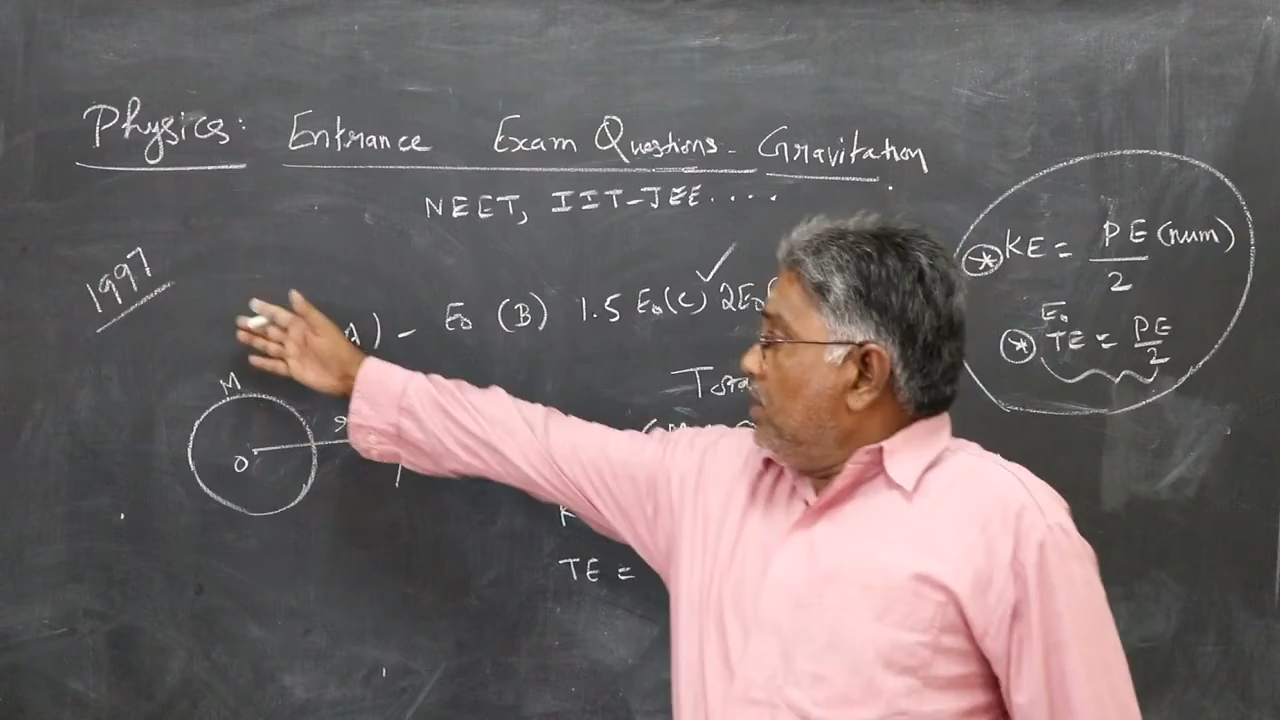 Physics: Entrance Exam Questions - Gravitation
NEET, IIT-JEE....
1997
A) - E₀ (B) 1.5 E₀ (C) 2E₀
KE = PE/2 (num)
E₀
TE = PE/2
M
O
TE =